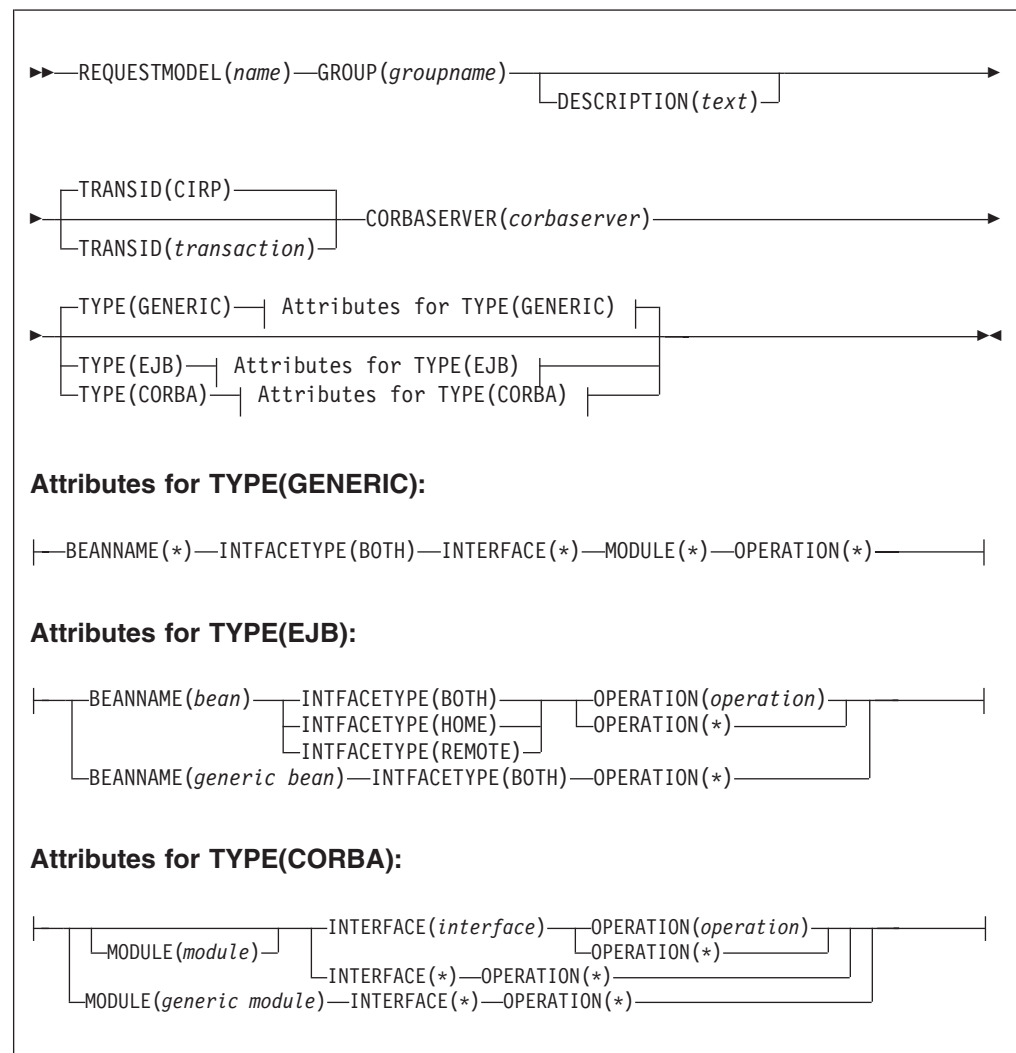 REQUESTMODEL(name) GROUP(groupname)
DESCRIPTION(text)
TRANSID(CIRP)
CORBASERVER(corbaserver)
TRANSID(transaction)
TYPE(GENERIC) Attributes for TYPE(GENERIC)
TYPE(EJB) Attributes for TYPE(EJB)
TYPE(CORBA) Attributes for TYPE(CORBA)
Attributes for TYPE(GENERIC):
BEANNAME(*) INTFACETYPE(BOTH) INTERFACE(*) MODULE(*) OPERATION(*)
Attributes for TYPE(EJB):
BEANNAME(bean) INTFACETYPE(BOTH) OPERATION(operation)
INTFACETYPE(HOME) OPERATION(*)
INTFACETYPE(REMOTE)
BEANNAME(generic bean) INTFACETYPE(BOTH) OPERATION(*)
Attributes for TYPE(CORBA):
INTERFACE(interface) OPERATION(operation)
MODULE(module) OPERATION(*)
INTERFACE(*) OPERATION(*)
MODULE(generic module) INTERFACE(*) OPERATION(*)